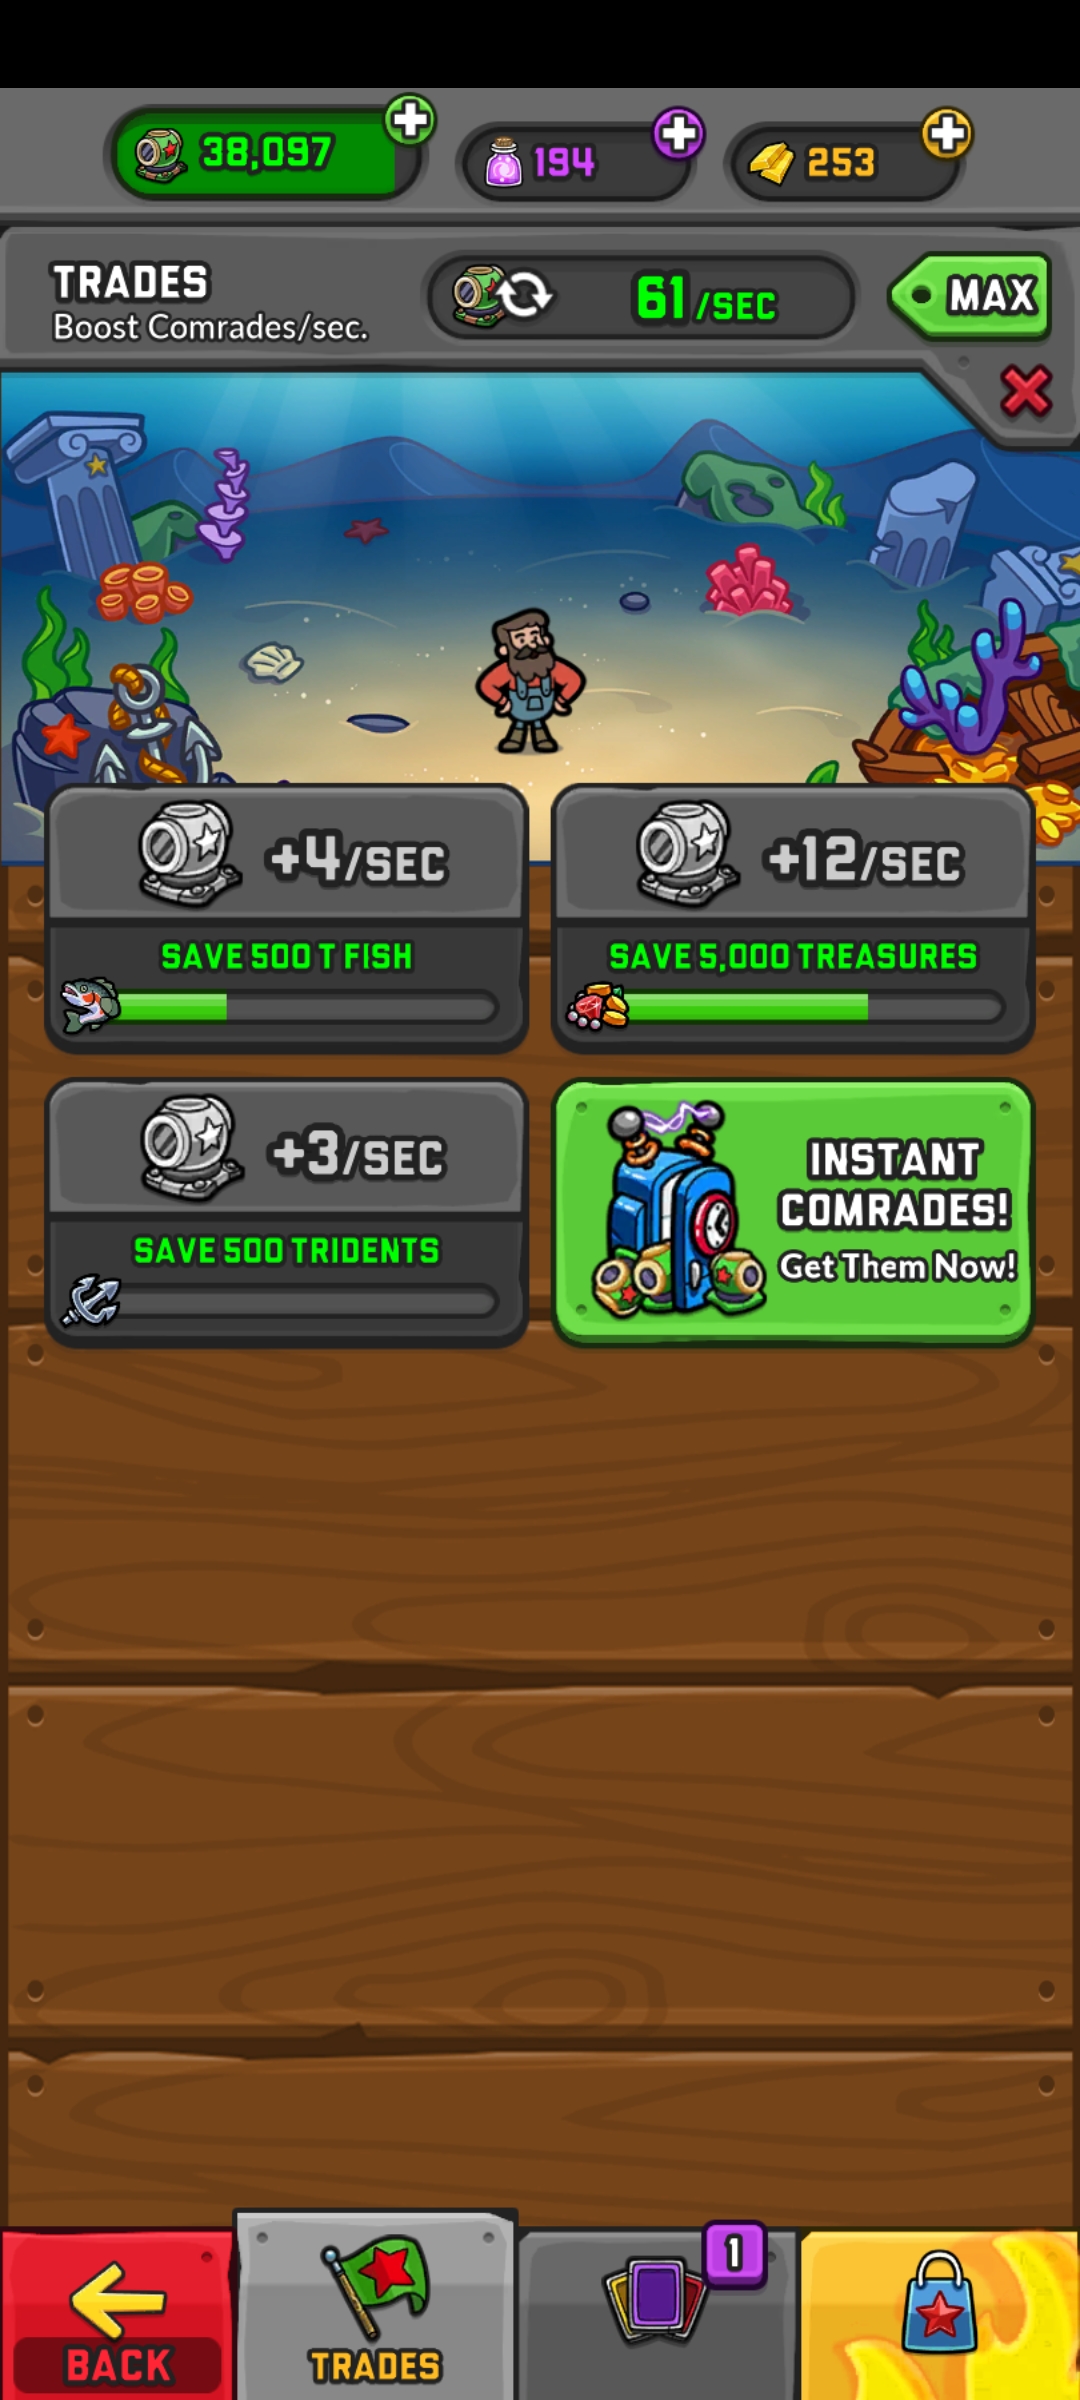 38,097
194
253
TRADES
Boost Comrades/sec.
61/SEC
MAX
+4/SEC
+12/SEC
SAVE 500 T FISH
SAVE 5,000 TREASURES
+3/SEC
SAVE 500 TRIDENTS
INSTANT
COMRADES!
Get Them Now!
1
BACK
TRADES